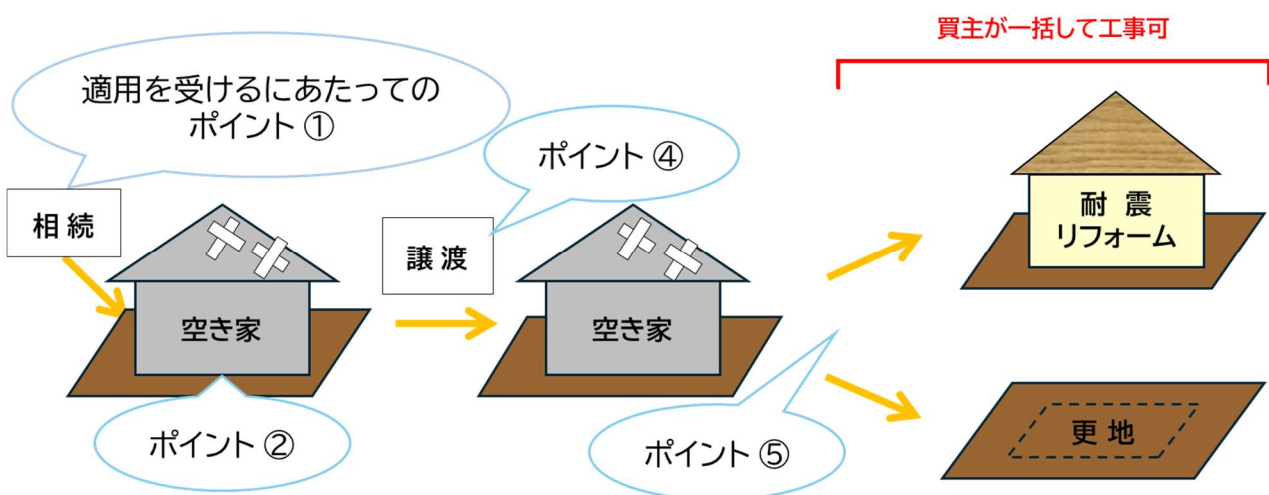 買主が一括して工事可
適用を受けるにあたっての
ポイント ①
ポイント ④
相 続
譲 渡
耐 震
リフォーム
空き家
空き家
ポイント ②
ポイント ⑤
更 地